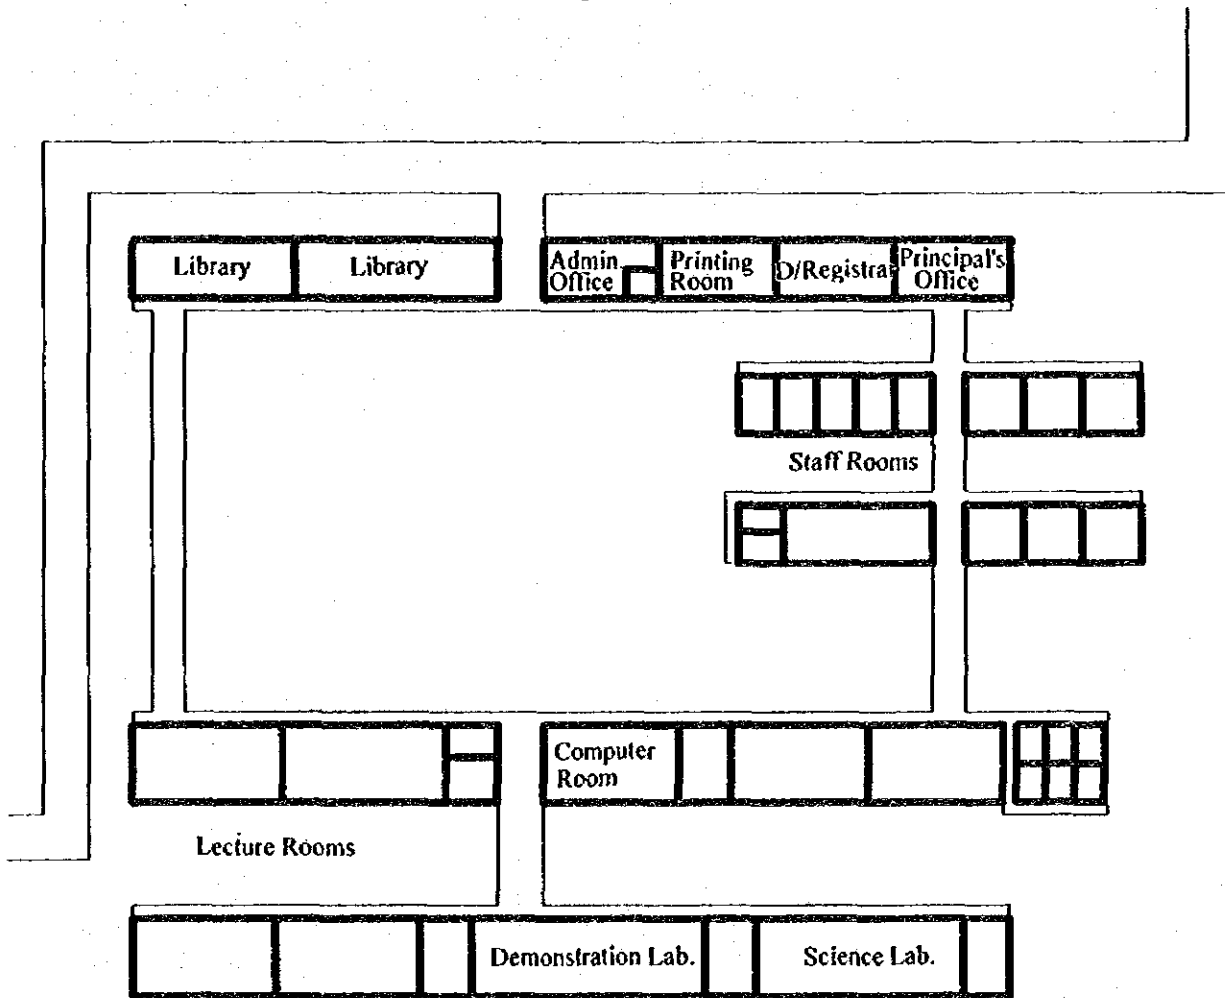 Library
Library
Admin
Office
Printing
Room
D/Registrar
Principal's
Office
Staff Rooms
Computer
Room
Lecture Rooms
Demonstration Lab.
Science Lab.